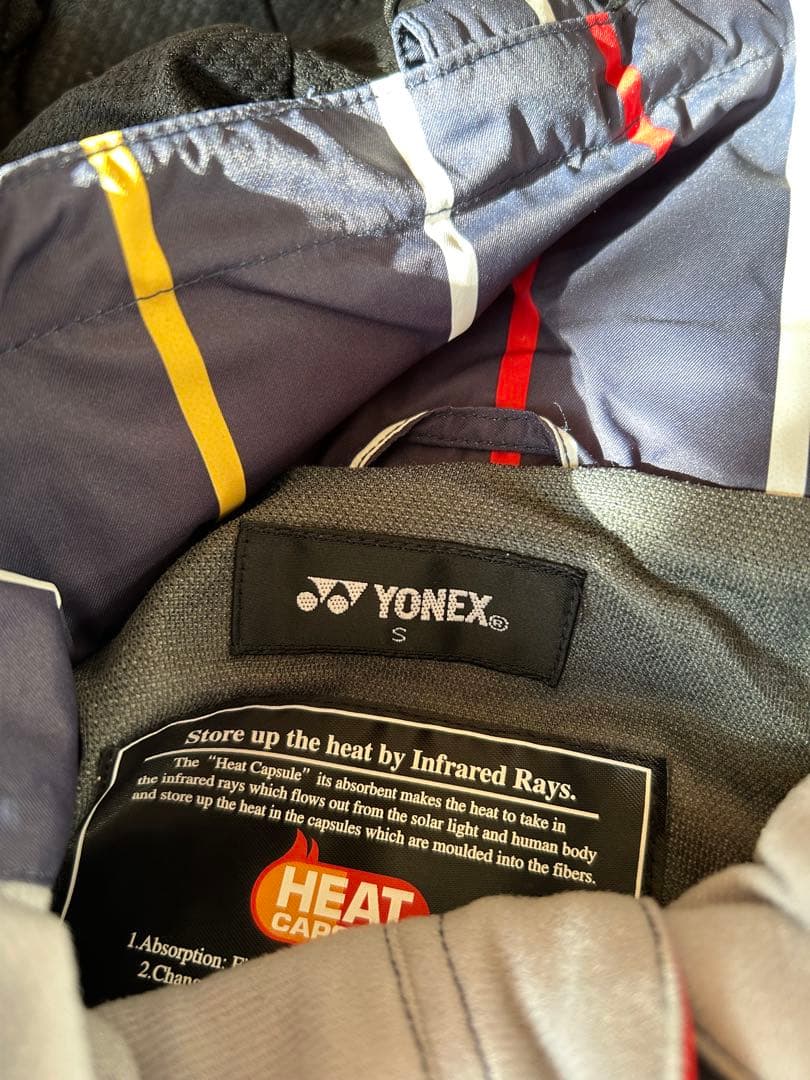 YONEX®
S
Store up the heat by Infrared Rays.
The "Heat Capsule" its absorbent makes the heat to take in
the infrared rays which flows out from the solar light and human body
and store up the heat in the capsules which are moulded into the fibers.
HEAT
1.Absorption: